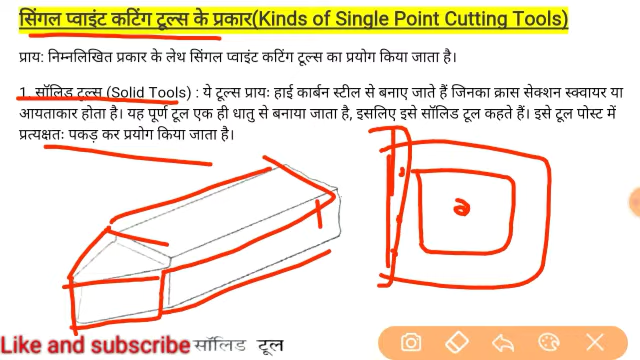 सिंगल प्वाइंट कटिंग टूल्स के प्रकार(Kinds of Single Point Cutting Tools)
प्राय: निम्नलिखित प्रकार के लेथ सिंगल प्वाइंट कटिंग टूल्स का प्रयोग किया जाता है।
1. सॉलिड टूल्स (Solid Tools) : ये टूल्स प्रायः हाई कार्बन स्टील से बनाए जाते हैं जिनका क्रास सेक्शन स्क्वायर या
आयताकार होता है। यह पूर्ण टूल एक ही धातु से बनाया जाता है, इसलिए इसे सॉलिड टूल कहते हैं। इसे टूल पोस्ट में
प्रत्यक्षतः पकड़ कर प्रयोग किया जाता है।
Like and subscribe सॉलिड टूल